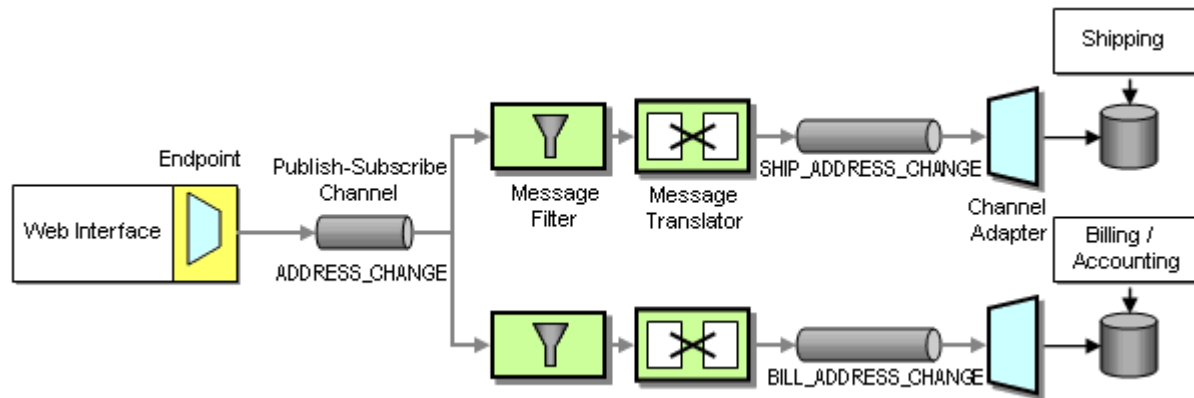 Shipping
Endpoint
Publish-Subscribe
Channel
Web Interface
ADDRESS_CHANGE
Message
Filter
Message
Translator
SHIP_ADDRESS_CHANGE
Channel
Adapter
Billing /
Accounting
BILL_ADDRESS_CHANGE